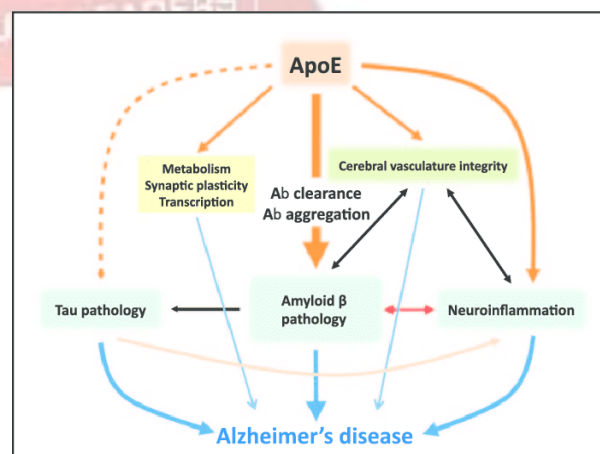 ApoE
Metabolism
Synaptic plasticity
Transcription
Cerebral vasculature integrity
Ab clearance
Ab aggregation
Tau pathology
Amyloid β
pathology
Neuroinflammation
Alzheimer's disease